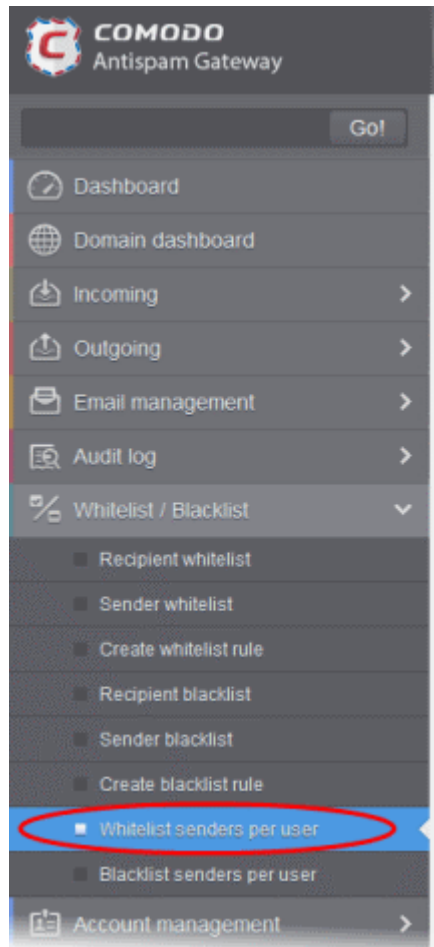 COMODO
Antispam Gateway
Go!
Dashboard
Domain dashboard
Incoming
Outgoing
Email management
Audit log
Whitelist / Blacklist
Recipient whitelist
Sender whitelist
Create whitelist rule
Recipient blacklist
Sender blacklist
Create blacklist rule
Whitelist senders per user
Blacklist senders per user
Account management